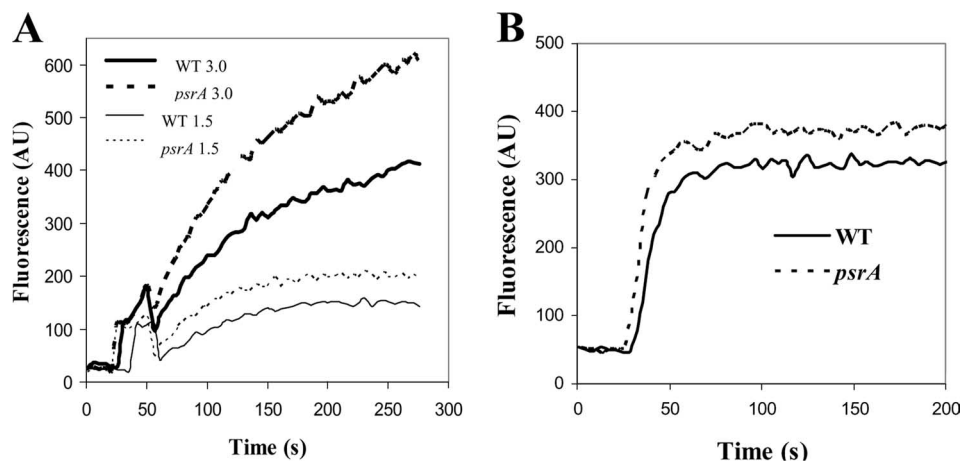 A
Fluorescence (AU)
600
500
400
300
200
100
0
WT 3.0
psrA 3.0
WT 1.5
psrA 1.5
0 50 100 150 200 250 300
Time (s)
B
Fluorescence (AU)
500
400
300
200
100
0
WT
psrA
0 50 100 150 200
Time (s)